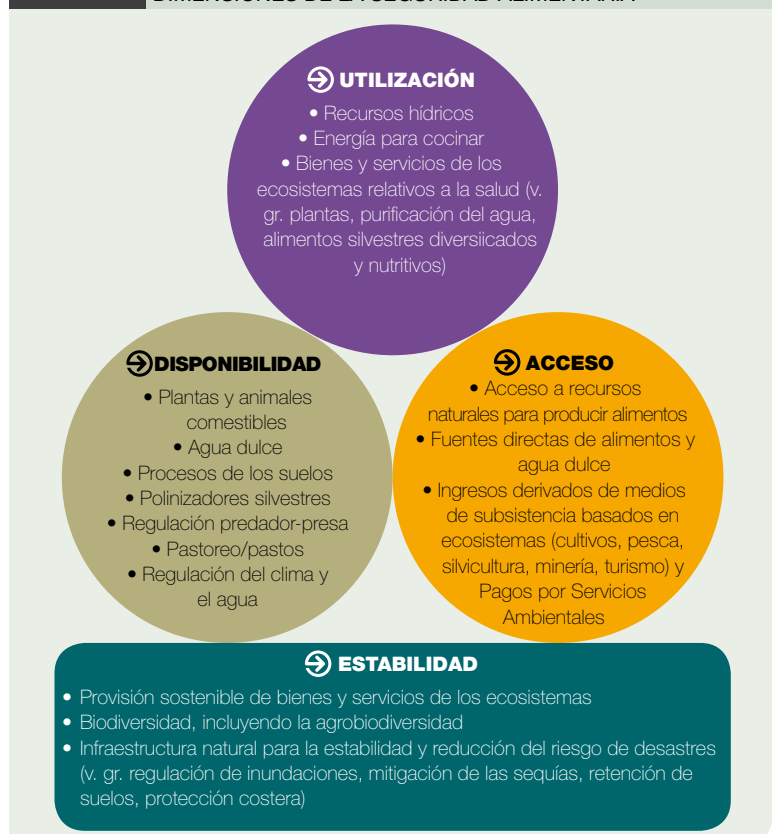 DIMENSIONES DE LA SEGURIDAD ALIMENTARIA
UTILIZACIÓN
• Recursos hídricos
• Energía para cocinar
• Bienes y servicios de los
ecosistemas relativos a la salud (v.
gr. plantas, purificación del agua,
alimentos silvestres diversiicados
y nutritivos)
DISPONIBILIDAD
• Plantas y animales
comestibles
• Agua dulce
• Procesos de los suelos
• Polinizadores silvestres
• Regulación predador-presa
• Pastoreo/pastos
• Regulación del clima y
el agua
ACCESO
• Acceso a recursos
naturales para producir alimentos
• Fuentes directas de alimentos y
agua dulce
• Ingresos derivados de medios
de subsistencia basados en
ecosistemas (cultivos, pesca,
silvicultura, minería, turismo) y
Pagos por Servicios
Ambientales
ESTABILIDAD
• Provisión sostenible de bienes y servicios de los ecosistemas
• Biodiversidad, incluyendo la agrobiodiversidad
• Infraestructura natural para la estabilidad y reducción del riesgo de desastres
(v. gr. regulación de inundaciones, mitigación de las sequías, retención de
suelos, protección costera)